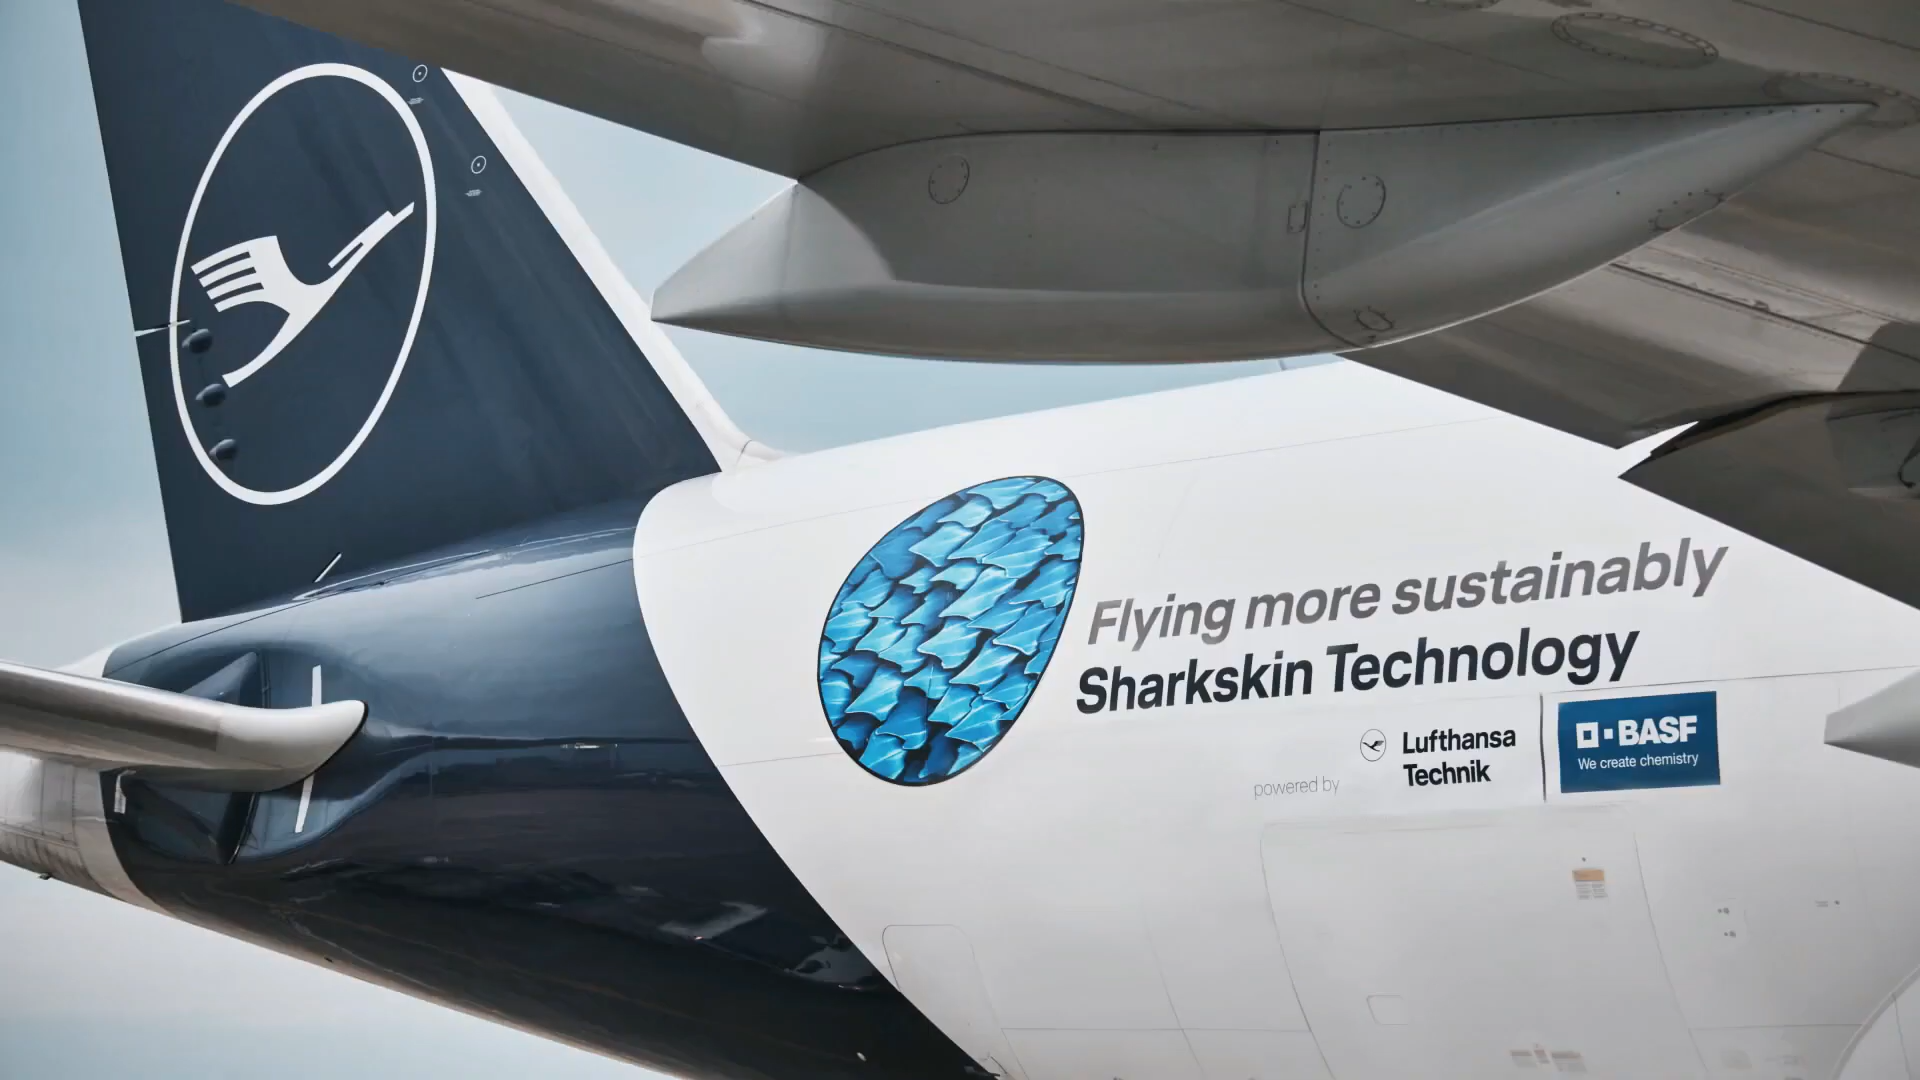 Flying more sustainably
Sharkskin Technology
powered by
Lufthansa
Technik
BASF
We create chemistry